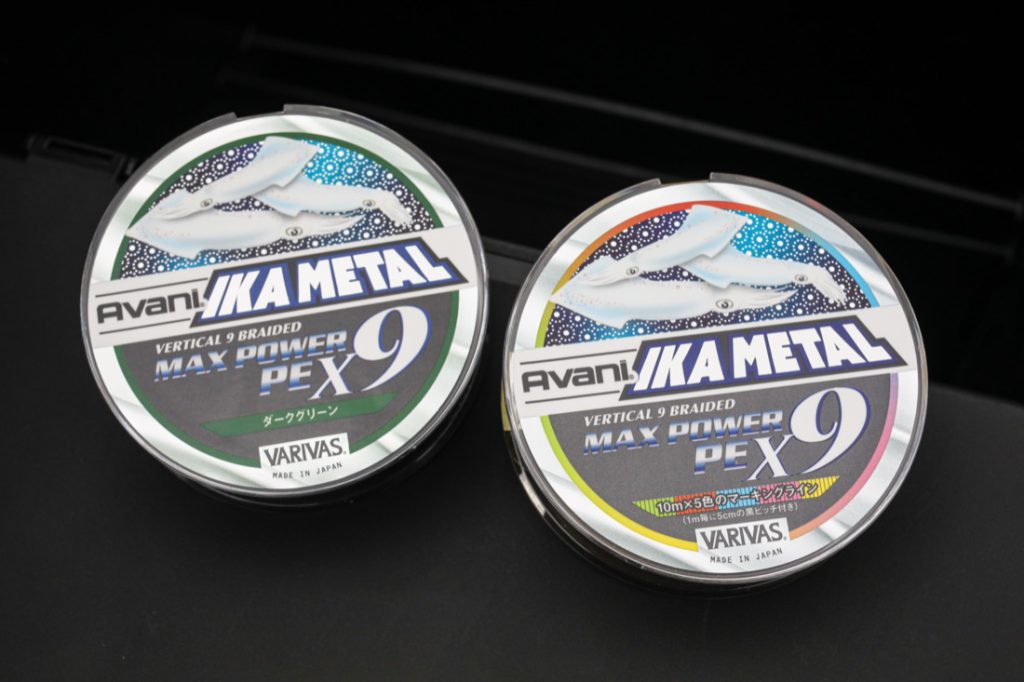 Avani® IKA METAL
VERTICAL 9 BRAIDED
MAX POWER
PE X9
ダークグリーン
VARIVAS®
MADE IN JAPAN
Avani® IKA METAL
VERTICAL 9 BRAIDED
MAX POWER
PE X9
10m×5色のマーキングライン
(1m毎に5cmの黒ピッチ付き)
VARIVAS®
MADE IN JAPAN